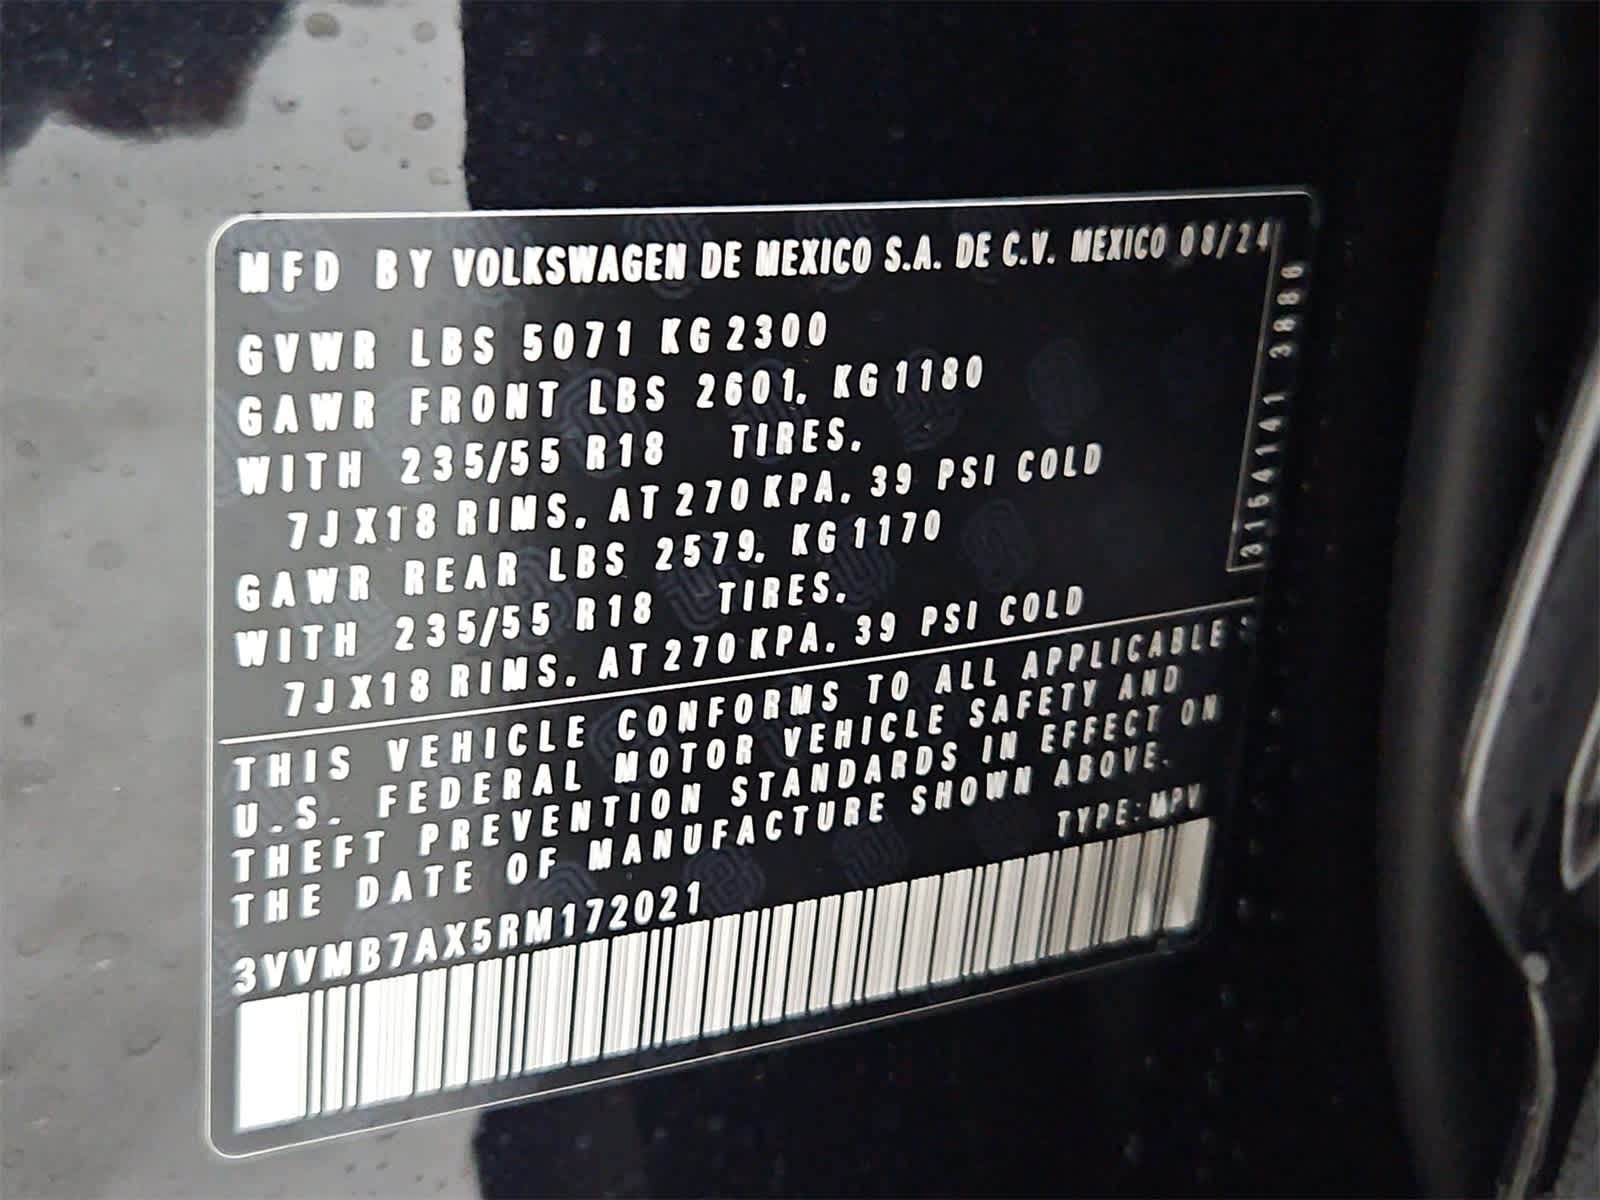 MFD BY VOLKSWAGEN DE MEXICO S.A. DE C.V. MEXICO 08/24
GVWR LBS 5071 KG 2300
GAWR FRONT LBS 2601, KG 1180
WITH 235/55 R18 TIRES,
7J X18 RIMS, AT 270 KPA, 39 PSI COLD
GAWR REAR LBS 2579, KG 1170
WITH 235/55 R18 TIRES,
7J X18 RIMS, AT 270 KPA, 39 PSI COLD
THIS VEHICLE CONFORMS TO ALL APPLICABLE
U.S. FEDERAL MOTOR VEHICLE SAFETY AND
THEFT PREVENTION STANDARDS IN EFFECT ON
THE DATE OF MANUFACTURE SHOWN ABOVE.
TYPE: MPV
3VVMB7AX5RM172021